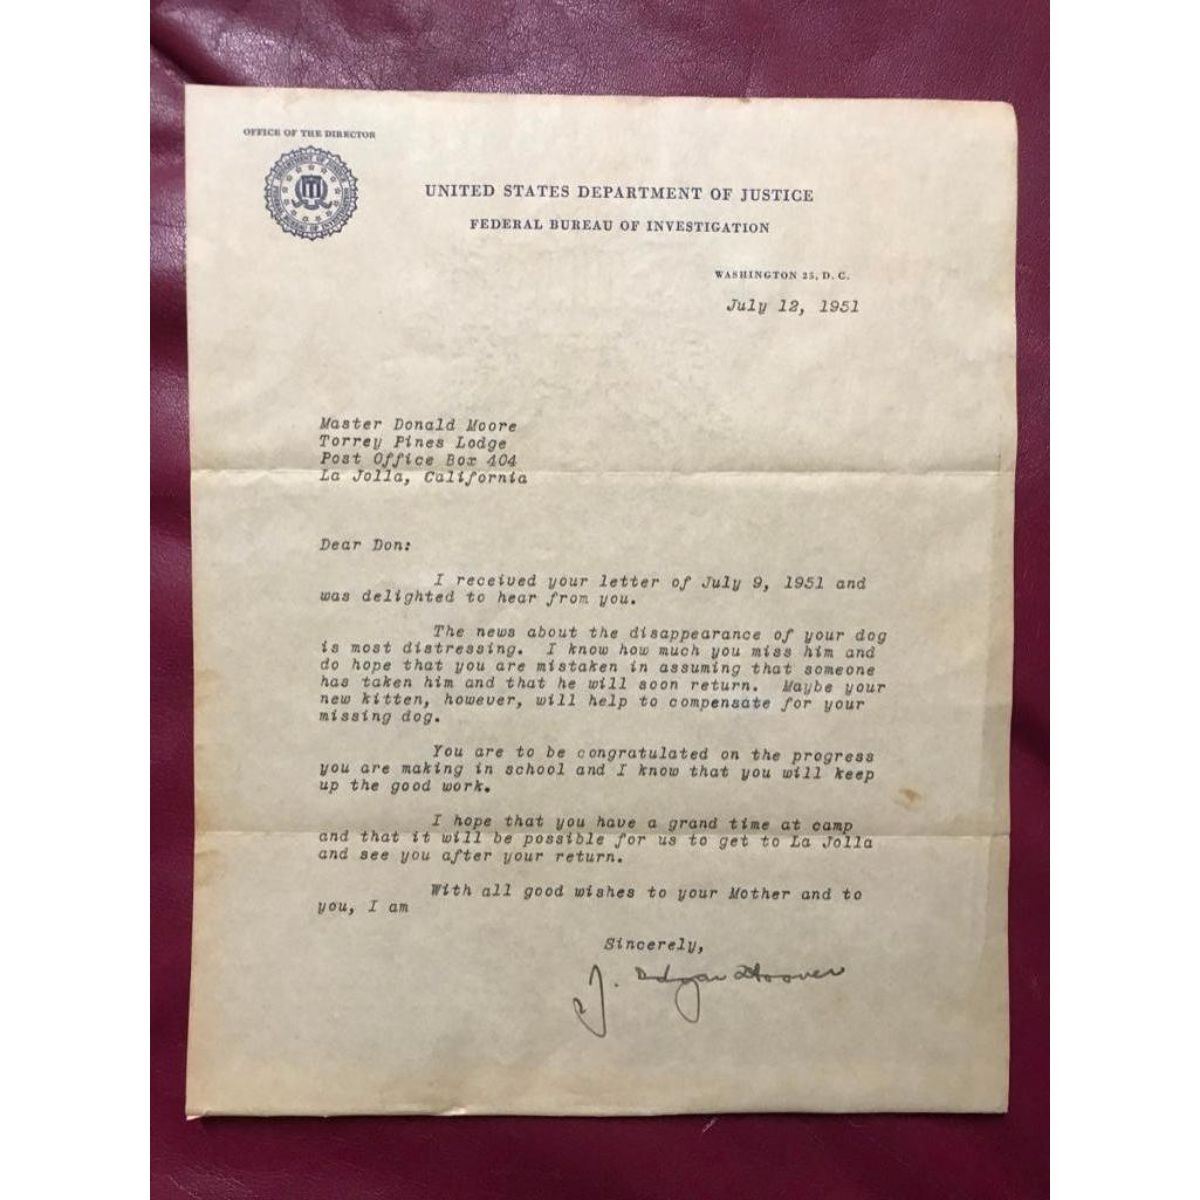 OFFICE OF THE DIRECTOR
DEPARTMENT OF JUSTICE
FEDERAL BUREAU OF INVESTIGATION
UNITED STATES DEPARTMENT OF JUSTICE
FEDERAL BUREAU OF INVESTIGATION
WASHINGTON 25, D. C.
July 12, 1951
Master Donald Moore
Torrey Pines Lodge
Post Office Box 404
La Jolla, California
Dear Don:
I received your letter of July 9, 1951 and
was delighted to hear from you.
The news about the disappearance of your dog
is most distressing. I know how much you miss him and
do hope that you are mistaken in assuming that someone
has taken him and that he will soon return. Maybe your
new kitten, however, will help to compensate for your
missing dog.
You are to be congratulated on the progress
you are making in school and I know that you will keep
up the good work.
I hope that you have a grand time at camp
and that it will be possible for us to get to La Jolla
and see you after your return.
With all good wishes to your Mother and to
you, I am
Sincerely,
J. Edgar Hoover